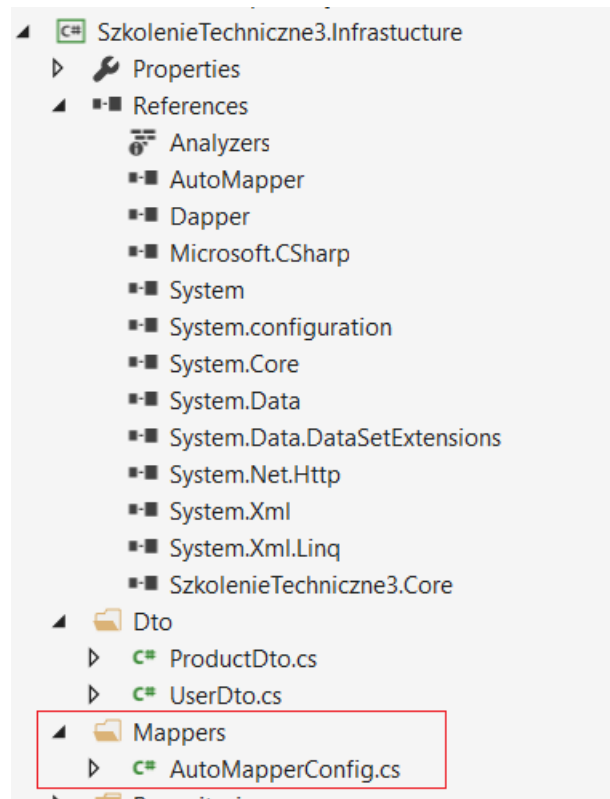 C# SzkolenieTechniczne3.Infrastucture
Properties
References
Analyzers
AutoMapper
Dapper
Microsoft.CSharp
System
System.configuration
System.Core
System.Data
System.Data.DataSetExtensions
System.Net.Http
System.Xml
System.Xml.Linq
SzkolenieTechniczne3.Core
Dto
C# ProductDto.cs
C# UserDto.cs
Mappers
C# AutoMapperConfig.cs